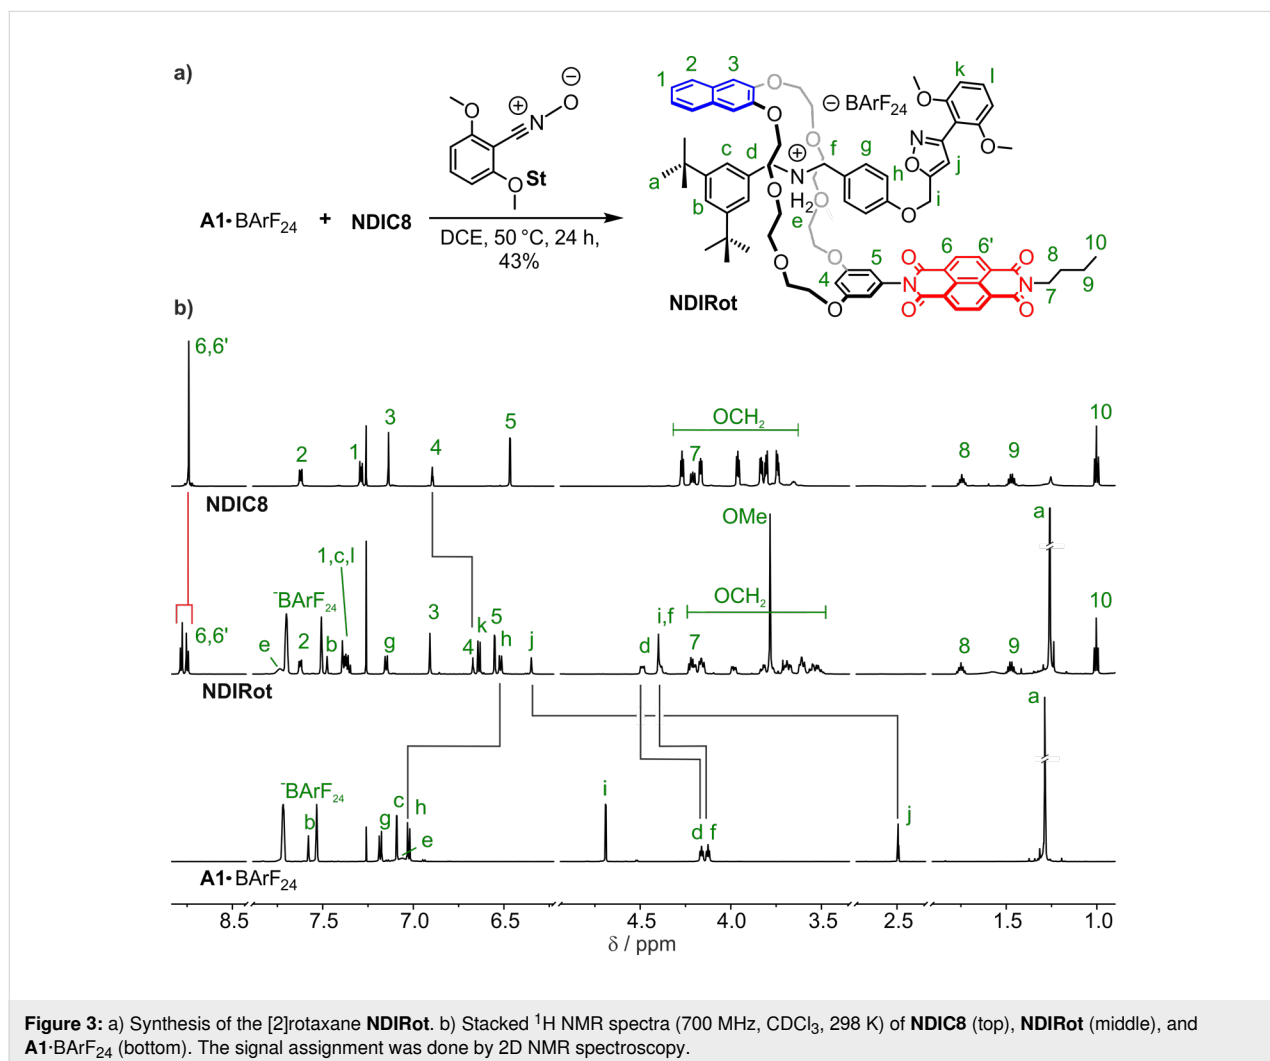 a)
St
A1•BArF24 + NDIC8
DCE, 50 °C, 24 h,
43%
1 2 3
⊖ BArF24
k l
a b c d e f g h i j
N
H2
4 5 6 6' 7 8 9 10
NDIRot
b)
6,6' 2 1 3 4 5 OCH2 7 8 9 10
NDIC8
e -BArF24 6,6' 2 b 1,c,l g 3 4 k 5 h j d i,f OMe OCH2 7 8 9 a 10
NDIRot
-BArF24 b g c h e i d f j a
A1•BArF24
8.5 7.5 7.0 6.5 4.5 4.0 3.5 2.5 1.5 1.0
δ / ppm
Figure 3: a) Synthesis of the [2]rotaxane NDIRot. b) Stacked 1H NMR spectra (700 MHz, CDCl3, 298 K) of NDIC8 (top), NDIRot (middle), and
A1·BArF24 (bottom). The signal assignment was done by 2D NMR spectroscopy.